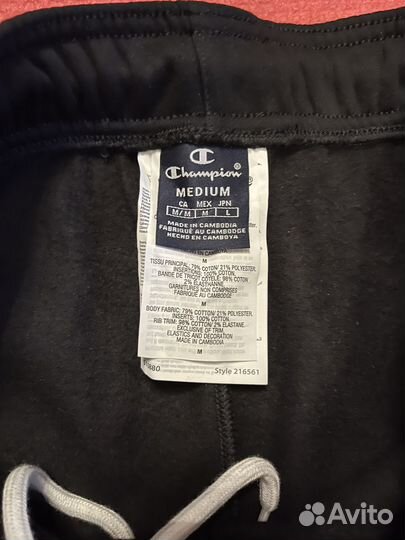 Champion®
MEDIUM
CA MEX JPN
M/M M L
MADE IN CAMBODIA
FABRIQUÉ AU CAMBODGE
HECHO EN CAMBOYA
M
TISSU PRINCIPAL: 79% COTON/ 21% POLYESTER
INSERTIONS: 100% COTON
BANDE DE TRICOT CÔTELÉ: 98% COTON
2% ÉLASTHANNE
GARNITURES NON COMPRISES
FABRIQUÉ AU CAMBODGE
M
M
BODY FABRIC: 79% COTTON/ 21% POLYESTER
INSERTS: 100% COTTON
RIB TRIM: 98% COTTON/ 2% ELASTANE
EXCLUSIVE OF TRIM,
ELASTICS AND DECORATION
MADE IN CAMBODIA
M
Style 216561
Avito